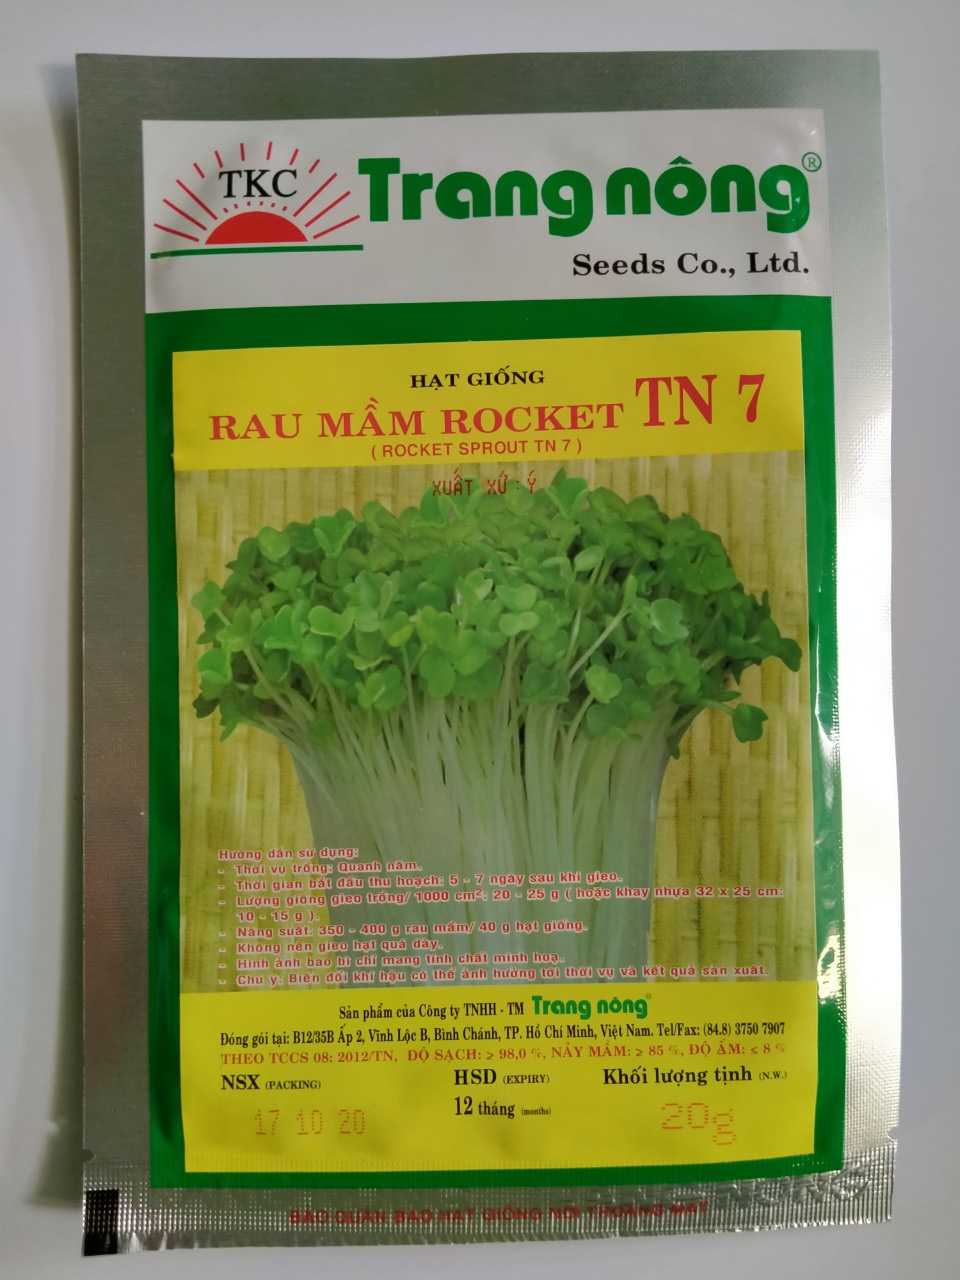 TKC
Trang nông®
Seeds Co., Ltd.
HẠT GIỐNG
RAU MẦM ROCKET TN 7
( ROCKET SPROUT TN 7 )
XUẤT XỨ : Ý
Hướng dẫn sử dụng:
- Thời vụ trồng: Quanh năm.
- Thời gian bắt đầu thu hoạch: 5 - 7 ngày sau khi gieo.
- Lượng giống gieo trồng/ 1000 cm²: 20 - 25 g ( hoặc khay nhựa 32 x 25 cm:
10 - 15 g ).
- Năng suất: 350 - 400 g rau mầm/ 40 g hạt giống.
- Không nên gieo hạt quá dày.
- Hình ảnh bao bì chỉ mang tính chất minh hoạ.
- Chú ý: Biến đổi khí hậu có thể ảnh hưởng tới thời vụ và kết quả sản xuất.
Sản phẩm của Công ty TNHH - TM Trang nông®
Đóng gói tại: B12/35B Ấp 2, Vĩnh Lộc B, Bình Chánh, TP. Hồ Chí Minh, Việt Nam. Tel/Fax: (84.8) 3750 7907
THEO TCCS 08: 2012/TN, ĐỘ SẠCH: ≥ 98,0 %, NẢY MẦM: ≥ 85 %, ĐỘ ẨM: ≤ 8 %
NSX (PACKING) HSD (EXPIRY) Khối lượng tịnh (N.W.)
17 10 20 12 tháng (months) 20g
BẢO QUẢN BAO HẠT GIỐNG NƠI THOÁNG MÁT